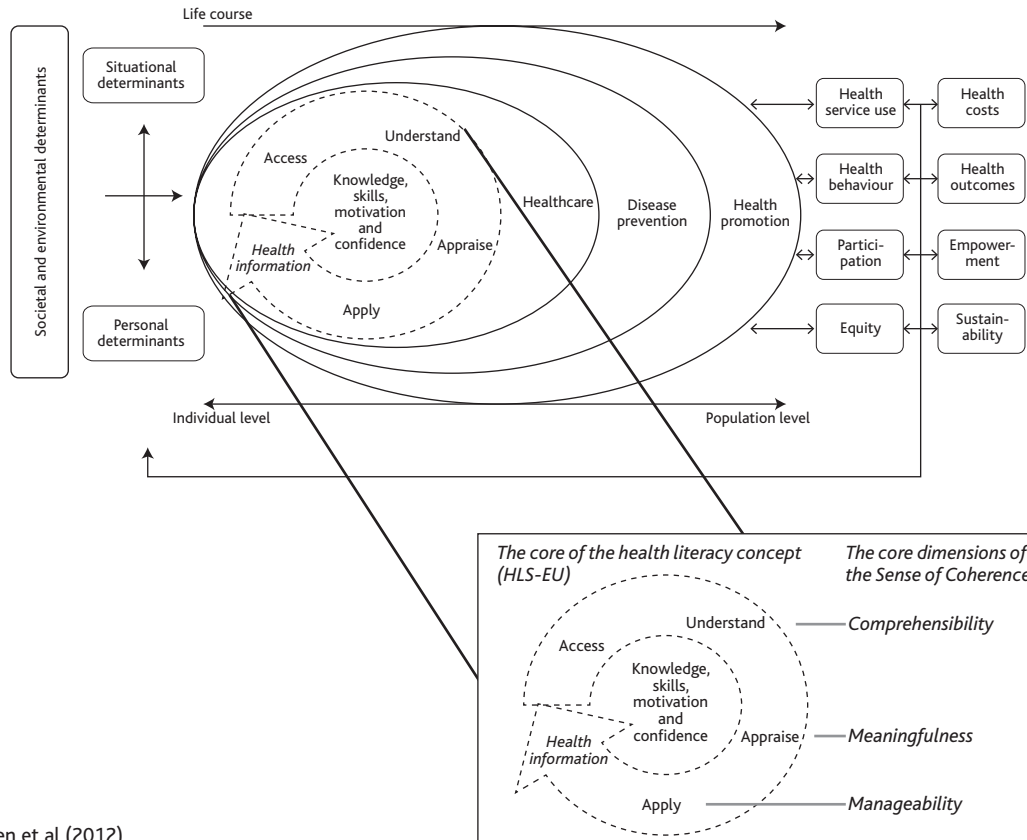 Life course
Societal and environmental determinants
Situational
determinants
Personal
determinants
Access
Understand
Knowledge,
skills,
motivation
and
confidence
Health
information
Appraise
Apply
Healthcare
Disease
prevention
Health
promotion
Health
service use
Health
costs
Health
behaviour
Health
outcomes
Partici-
pation
Empower-
ment
Equity
Sustain-
ability
Individual level
Population level
The core of the health literacy concept
(HLS-EU)
The core dimensions of
the Sense of Coherence
Understand
Comprehensibility
Access
Knowledge,
skills,
motivation
and
confidence
Health
information
Appraise
Meaningfulness
Apply
Manageability
en et al (2012)